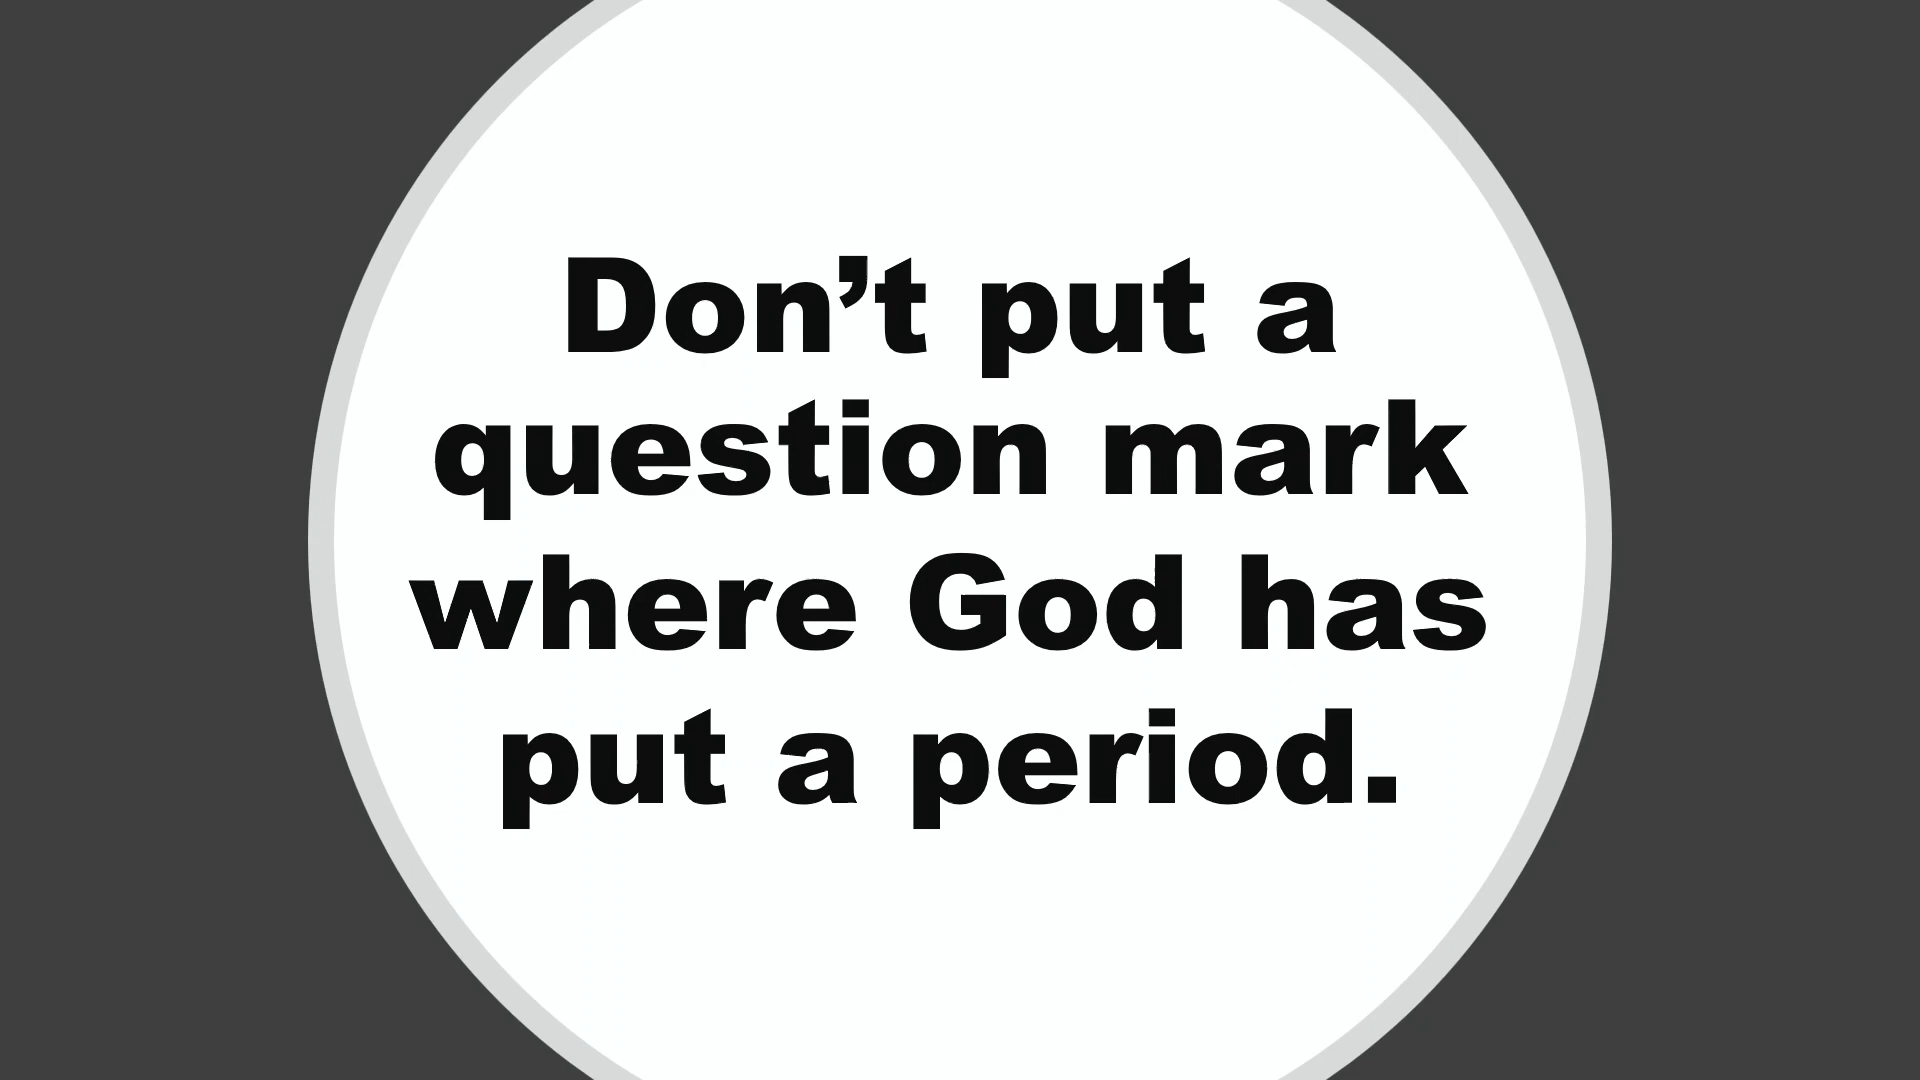 Don’t put a
question mark
where God has
put a period.